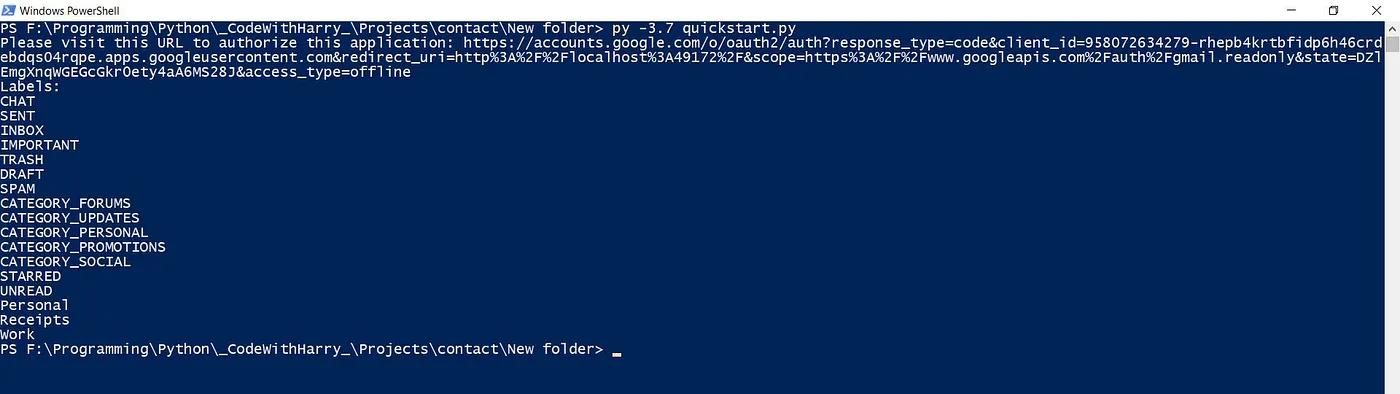 Windows PowerShell
PS F:\Programming\Python\_CodeWithHarry_\Projects\contact\New folder> py -3.7 quickstart.py
Please visit this URL to authorize this application: https://accounts.google.com/o/oauth2/auth?response_type=code&client_id=958072634279-rhepb4krtbfidp6h46crd
ebdqs04rqpe.apps.googleusercontent.com&redirect_uri=http%3A%2F%2Flocalhost%3A49172%2F&scope=https%3A%2F%2Fwww.googleapis.com%2Fauth%2Fgmail.readonly&state=DZl
EmgXnqWGEGcGkrOety4aA6MS28J&access_type=offline
Labels:
CHAT
SENT
INBOX
IMPORTANT
TRASH
DRAFT
SPAM
CATEGORY_FORUMS
CATEGORY_UPDATES
CATEGORY_PERSONAL
CATEGORY_PROMOTIONS
CATEGORY_SOCIAL
STARRED
UNREAD
Personal
Receipts
Work
PS F:\Programming\Python\_CodeWithHarry_\Projects\contact\New folder>